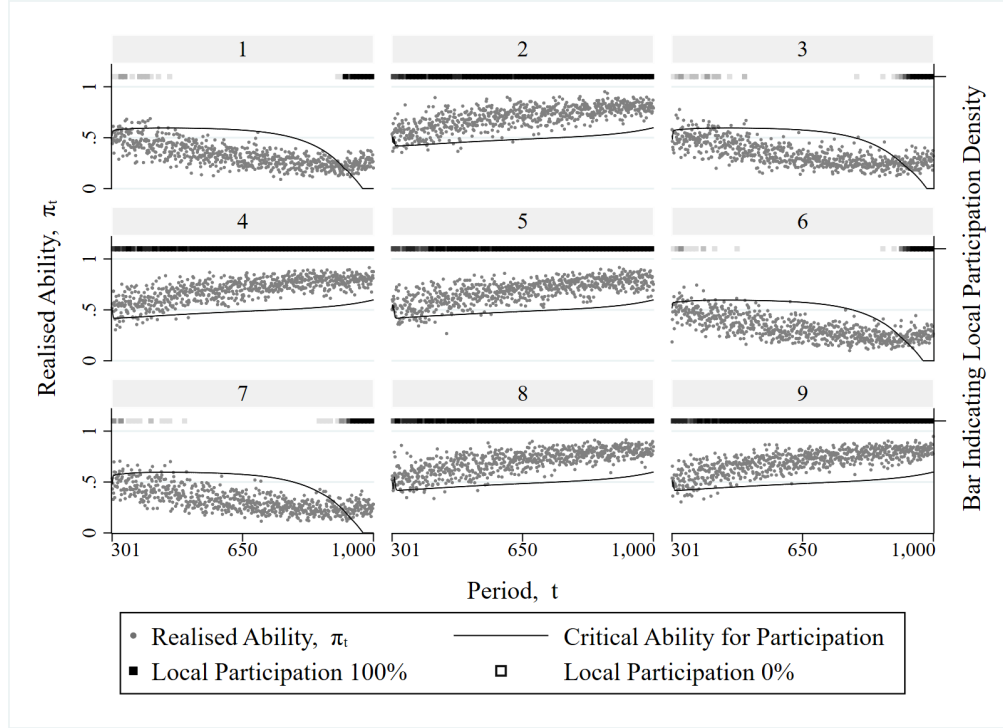 1 2 3
1
.5
0
4 5 6
1
.5
0
7 8 9
1
.5
0
301 650 1,000 301 650 1,000 301 650 1,000
Realised Ability, πt
Bar Indicating Local Participation Density
Period, t
Realised Ability, πt Critical Ability for Participation
Local Participation 100% Local Participation 0%